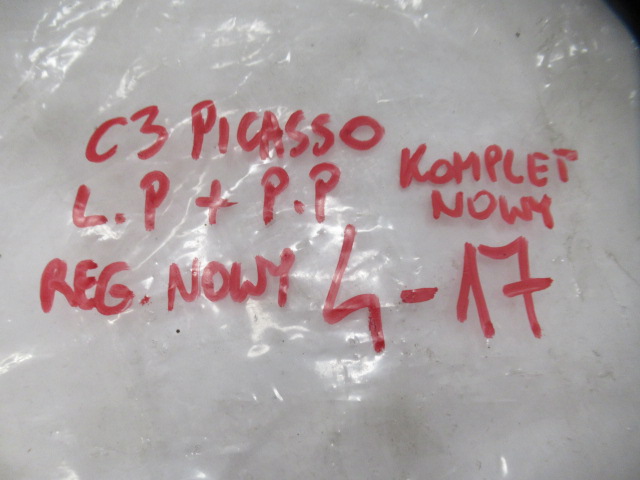 C3 PICASSO
L.P + P.P
KOMPLET
NOWY
REG. NOWY 4-17